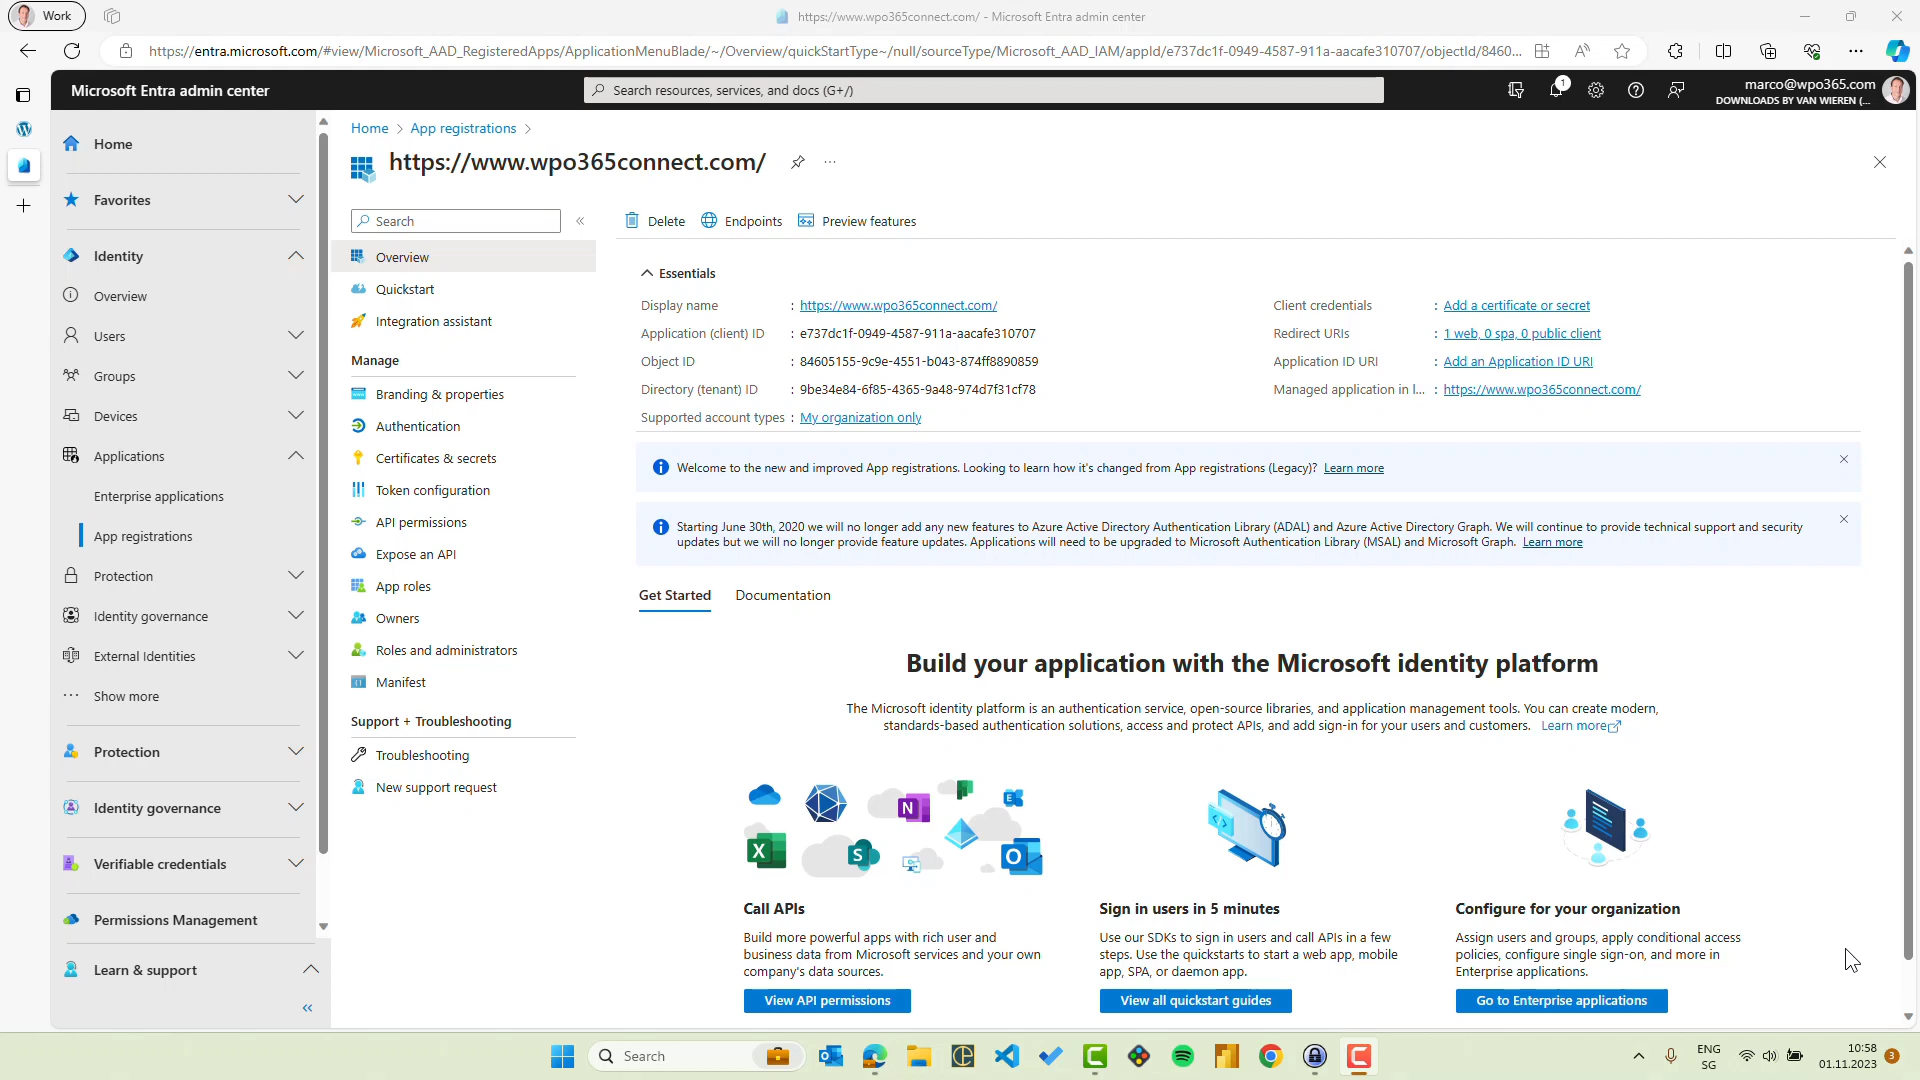 Work
https://www.wpo365connect.com/ - Microsoft Entra admin center
https://entra.microsoft.com/#view/Microsoft_AAD_RegisteredApps/ApplicationMenuBlade/~/Overview/quickStartType~/null/sourceType/Microsoft_AAD_IAM/appId/e737dc1f-0949-4587-911a-aacafe310707/objectId/8460...
Microsoft Entra admin center
Search resources, services, and docs (G+/)
1
marco@wpo365.com
DOWNLOADS BY VAN WIEREN (...
Home
Favorites
Identity
Overview
Users
Groups
Devices
Applications
Enterprise applications
App registrations
Protection
Identity governance
External Identities
Show more
Protection
Identity governance
Verifiable credentials
Permissions Management
Learn & support
Home > App registrations >
https://www.wpo365connect.com/
Search
Overview
Quickstart
Integration assistant
Manage
Branding & properties
Authentication
Certificates & secrets
Token configuration
API permissions
Expose an API
App roles
Owners
Roles and administrators
Manifest
Support + Troubleshooting
Troubleshooting
New support request
Delete Endpoints Preview features
Essentials
Display name : https://www.wpo365connect.com/
Application (client) ID : e737dc1f-0949-4587-911a-aacafe310707
Object ID : 84605155-9c9e-4551-b043-874ff8890859
Directory (tenant) ID : 9be34e84-6f85-4365-9a48-974d7f31cf78
Supported account types : My organization only
Client credentials : Add a certificate or secret
Redirect URIs : 1 web, 0 spa, 0 public client
Application ID URI : Add an Application ID URI
Managed application in l... : https://www.wpo365connect.com/
Welcome to the new and improved App registrations. Looking to learn how it's changed from App registrations (Legacy)? Learn more
Starting June 30th, 2020 we will no longer add any new features to Azure Active Directory Authentication Library (ADAL) and Azure Active Directory Graph. We will continue to provide technical support and security
updates but we will no longer provide feature updates. Applications will need to be upgraded to Microsoft Authentication Library (MSAL) and Microsoft Graph. Learn more
Get Started Documentation
Build your application with the Microsoft identity platform
The Microsoft identity platform is an authentication service, open-source libraries, and application management tools. You can create modern,
standards-based authentication solutions, access and protect APIs, and add sign-in for your users and customers. Learn more
Call APIs
Build more powerful apps with rich user and
business data from Microsoft services and your own
company's data sources.
View API permissions
Sign in users in 5 minutes
Use our SDKs to sign in users and call APIs in a few
steps. Use the quickstarts to start a web app, mobile
app, SPA, or daemon app.
View all quickstart guides
Configure for your organization
Assign users and groups, apply conditional access
policies, configure single sign-on, and more in
Enterprise applications.
Go to Enterprise applications
Search
ENG
SG
10:58
01.11.2023
3